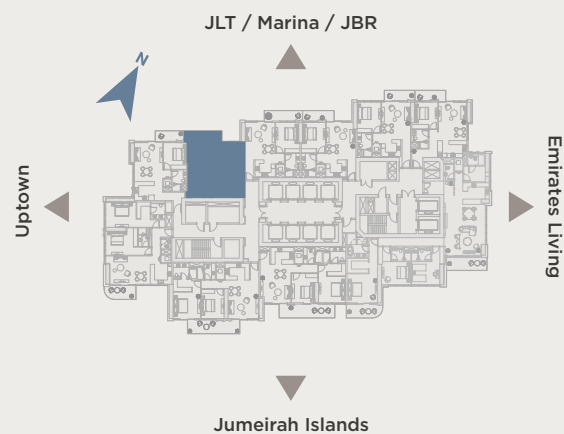 JLT / Marina / JBR
N
Uptown
Emirates Living
Jumeirah Islands